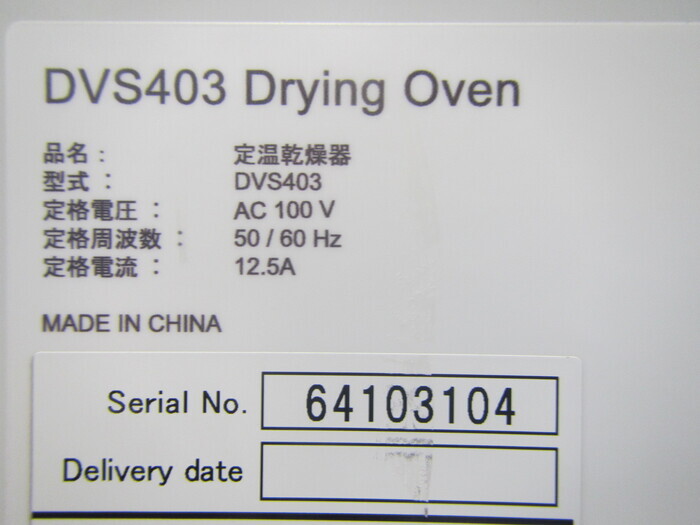 DVS403 Drying Oven
品名： 定温乾燥器
型式： DVS403
定格電圧： AC 100 V
定格周波数： 50 / 60 Hz
定格電流： 12.5A
MADE IN CHINA
Serial No. 64103104
Delivery date